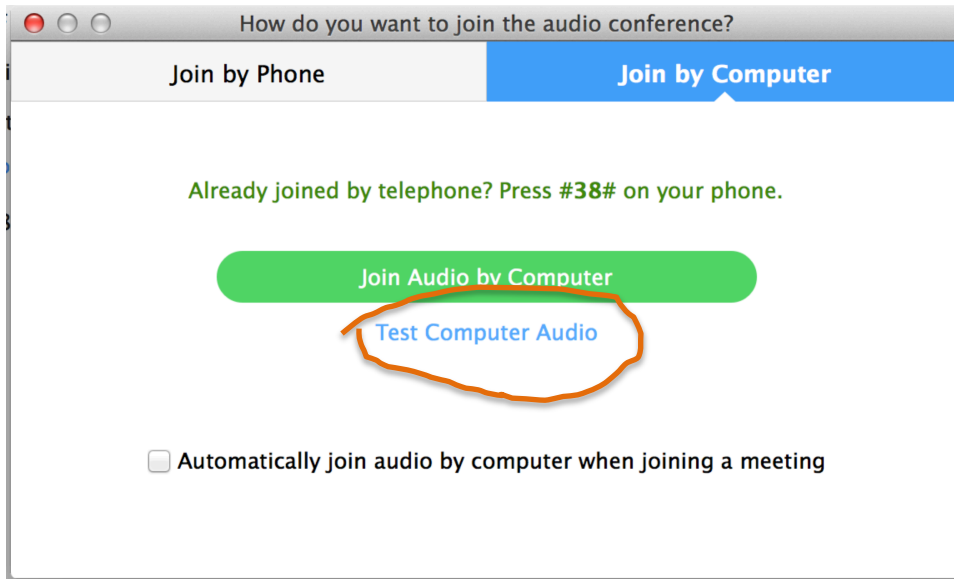 How do you want to join the audio conference?
Join by Phone
Join by Computer
Already joined by telephone? Press #38# on your phone.
Join Audio by Computer
Test Computer Audio
Automatically join audio by computer when joining a meeting